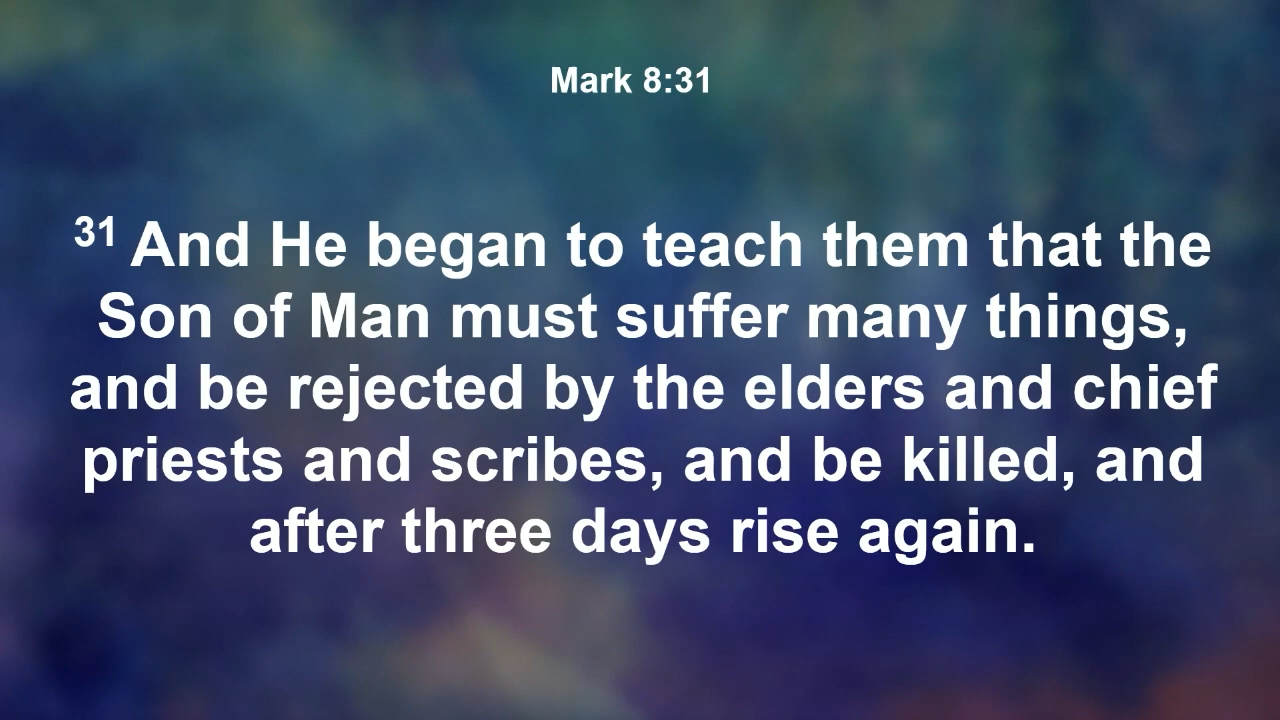 Mark 8:31
31 And He began to teach them that the
Son of Man must suffer many things,
and be rejected by the elders and chief
priests and scribes, and be killed, and
after three days rise again.